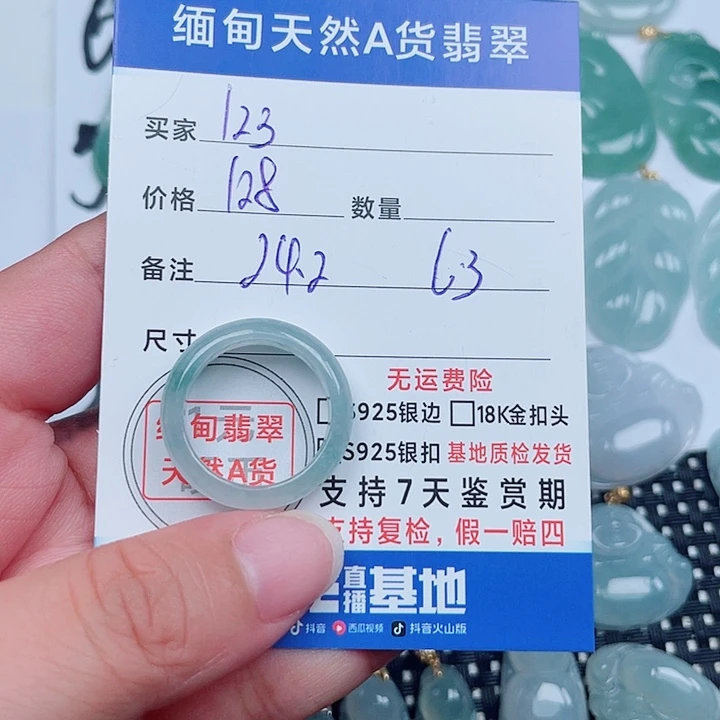 缅甸天然A货翡翠
买家 123
价格 128 数量
备注 24.2 6.3
尺寸
无运费险
S925银边 18K金扣头
S925银扣 基地质检发货
甸翡翠
天然A货
支持7天鉴赏期
支持复检，假一赔四
直播基地
抖音 西瓜视频 抖音火山版